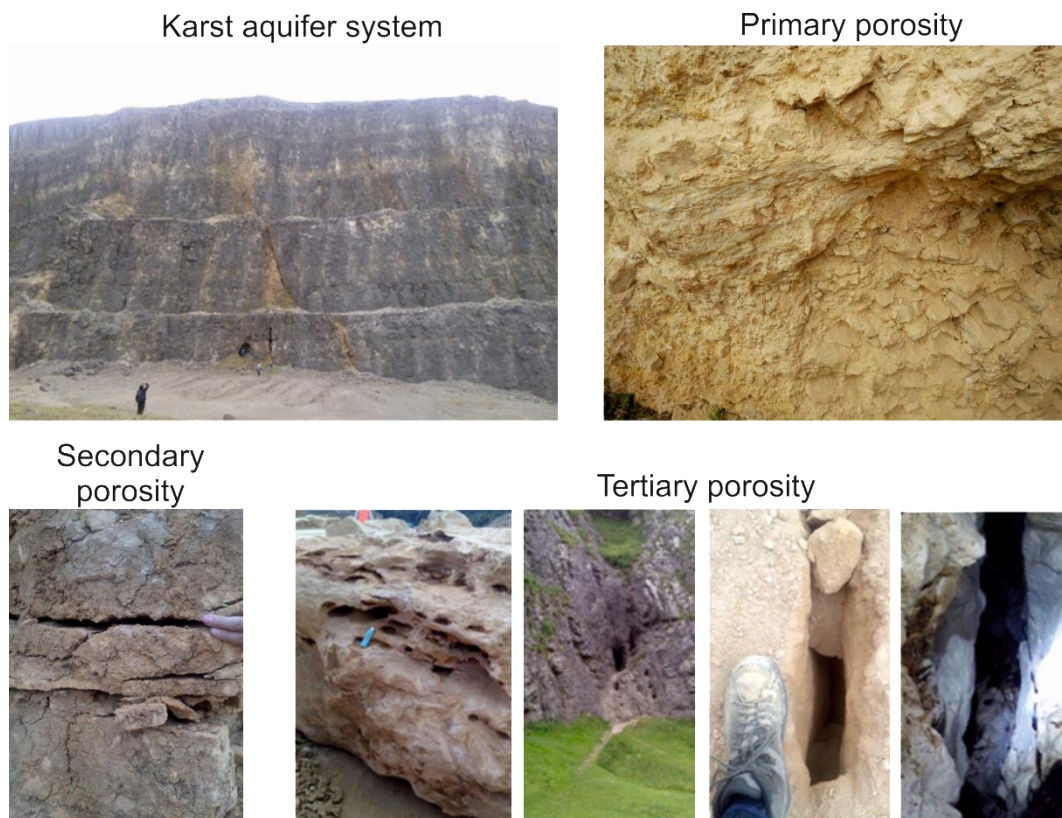 Karst aquifer system
Primary porosity
Secondary
porosity
Tertiary porosity